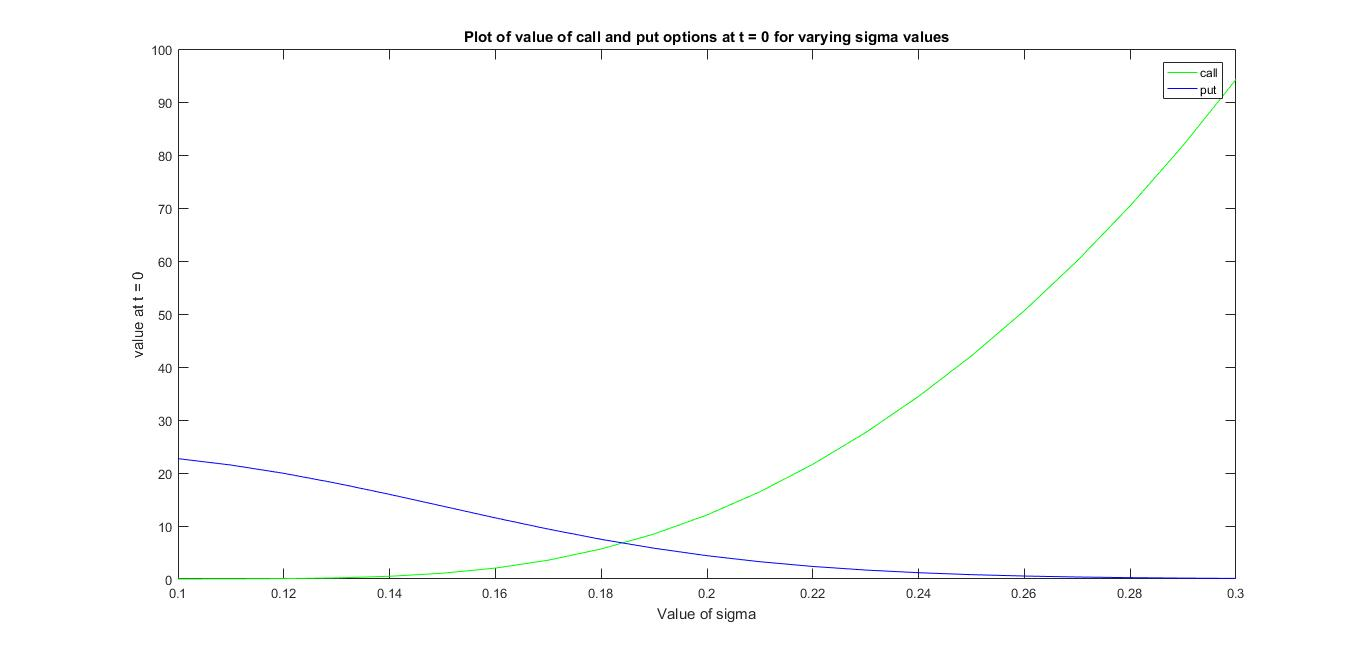 Plot of value of call and put options at t = 0 for varying sigma values
call
put
100
90
80
70
60
50
40
30
20
10
0
value at t = 0
0.1 0.12 0.14 0.16 0.18 0.2 0.22 0.24 0.26 0.28 0.3
Value of sigma